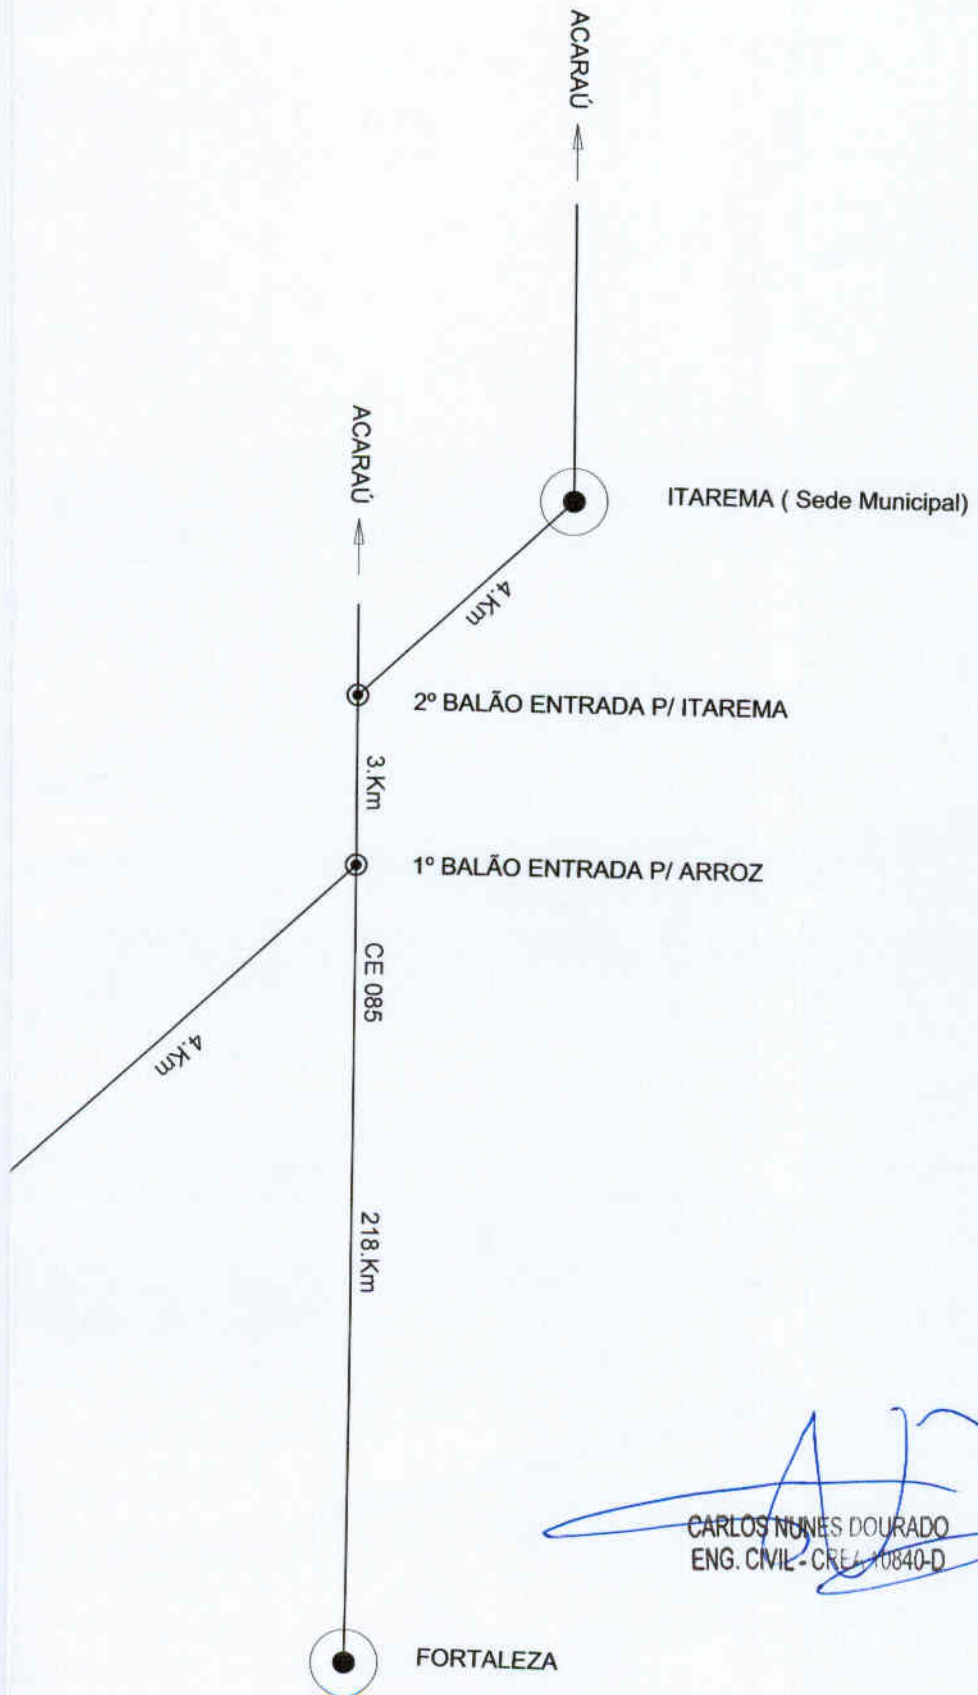 ACARAÚ
ITAREMA ( Sede Municipal)
ACARAÚ
4.Km
2º BALÃO ENTRADA P/ ITAREMA
3.Km
1º BALÃO ENTRADA P/ ARROZ
CE 085
4.Km
218.Km
CARLOS NUNES DOURADO
ENG. CIVIL - CREA 10840-D
FORTALEZA